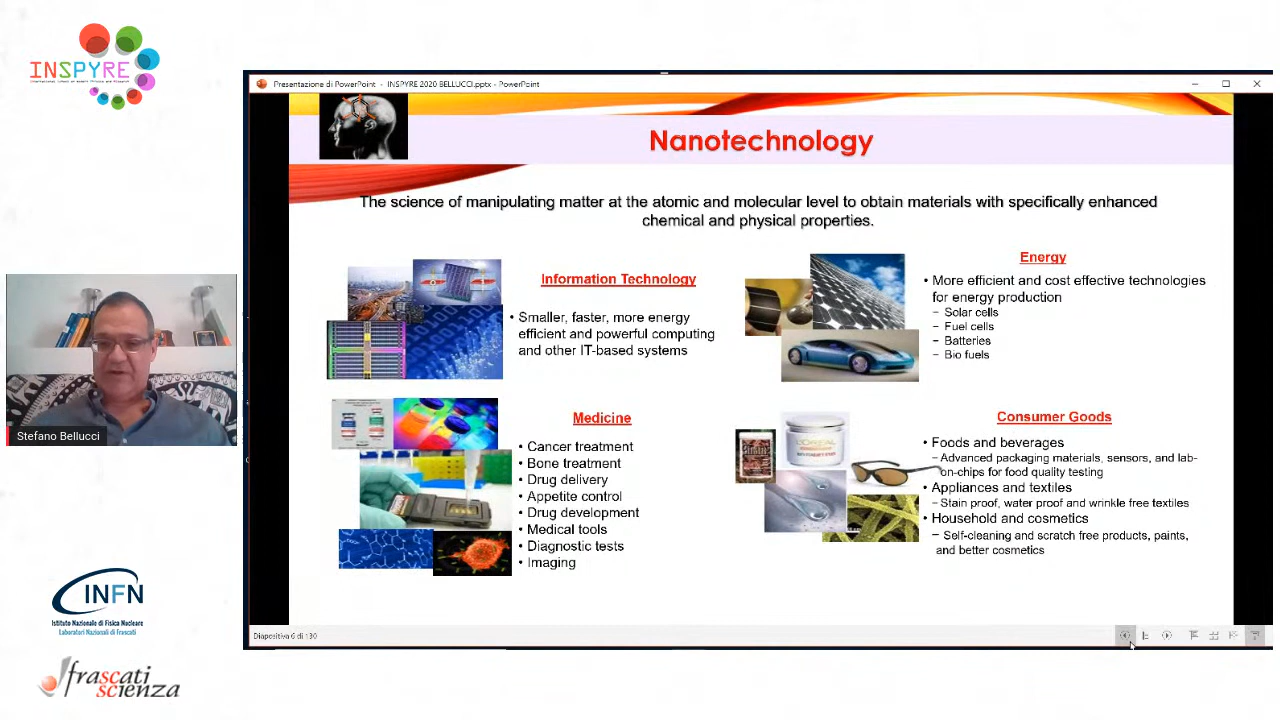 INSPYRE
Presentazione di PowerPoint - INSPYRE 2020 BELLUCCI.pptx - PowerPoint
Nanotechnology
The science of manipulating matter at the atomic and molecular level to obtain materials with specifically enhanced
chemical and physical properties.
Information Technology
• Smaller, faster, more energy
efficient and powerful computing
and other IT-based systems
Energy
• More efficient and cost effective technologies
for energy production
− Solar cells
− Fuel cells
− Batteries
− Bio fuels
Medicine
• Cancer treatment
• Bone treatment
• Drug delivery
• Appetite control
• Drug development
• Medical tools
• Diagnostic tests
• Imaging
L'OREAL
Consumer Goods
• Foods and beverages
− Advanced packaging materials, sensors, and lab-
on-chips for food quality testing
• Appliances and textiles
− Stain proof, water proof and wrinkle free textiles
• Household and cosmetics
− Self-cleaning and scratch free products, paints,
and better cosmetics
Diapositiva 6 di 130
Stefano Bellucci
INFN
Istituto Nazionale di Fisica Nucleare
Laboratori Nazionali di Frascati
frascati
scienza